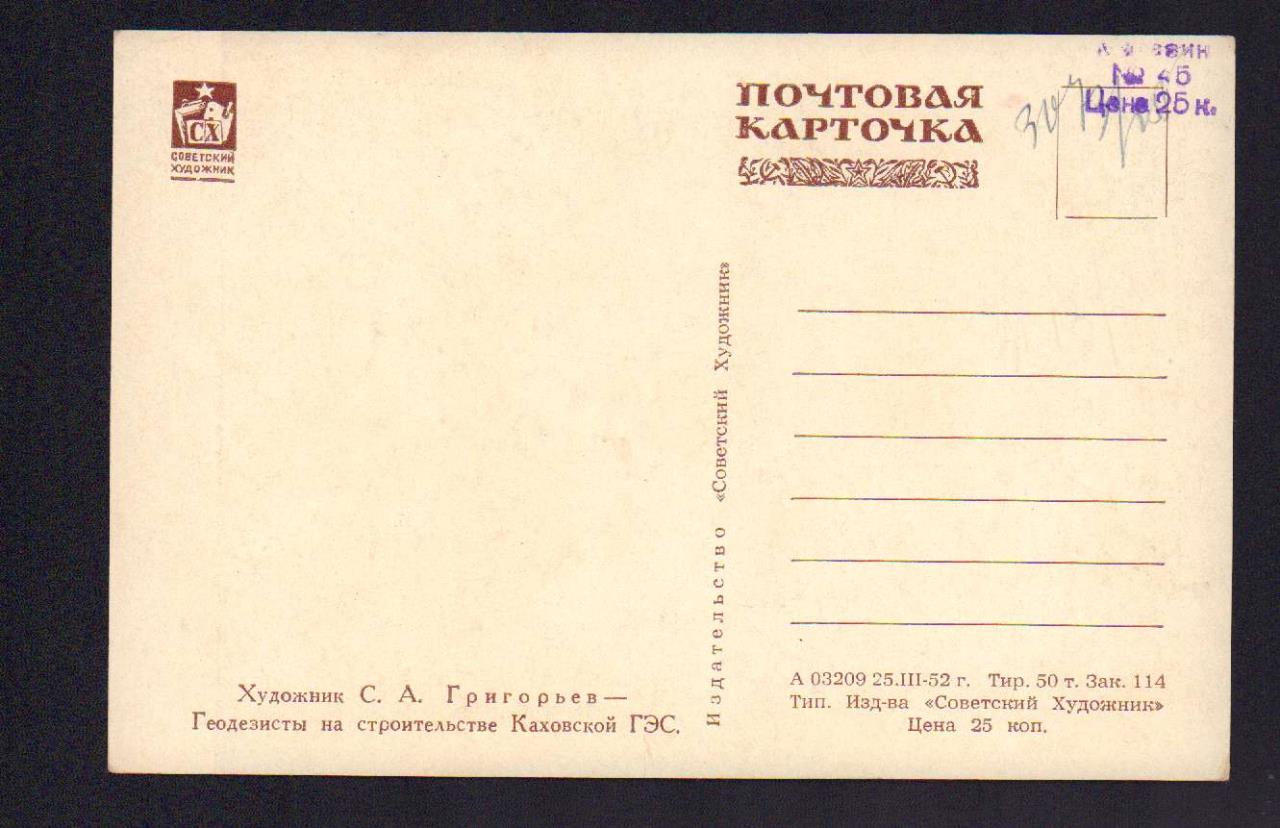 СХ
СОВЕТСКИЙ
ХУДОЖНИК
ПОЧТОВАЯ
КАРТОЧКА
№ 45
Цена 25 к.
Издательство «Советский Художник»
Художник С. А. Григорьев —
Геодезисты на строительстве Каховской ГЭС.
А 03209 25.III-52 г. Тир. 50 т. Зак. 114
Тип. Изд-ва «Советский Художник»
Цена 25 коп.